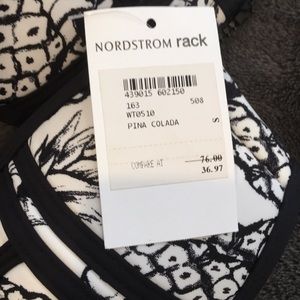 NORDSTROM rack
439015 602150
163 508
WT0510
PINA COLADA S
COMPARE AT 76.00
36.97